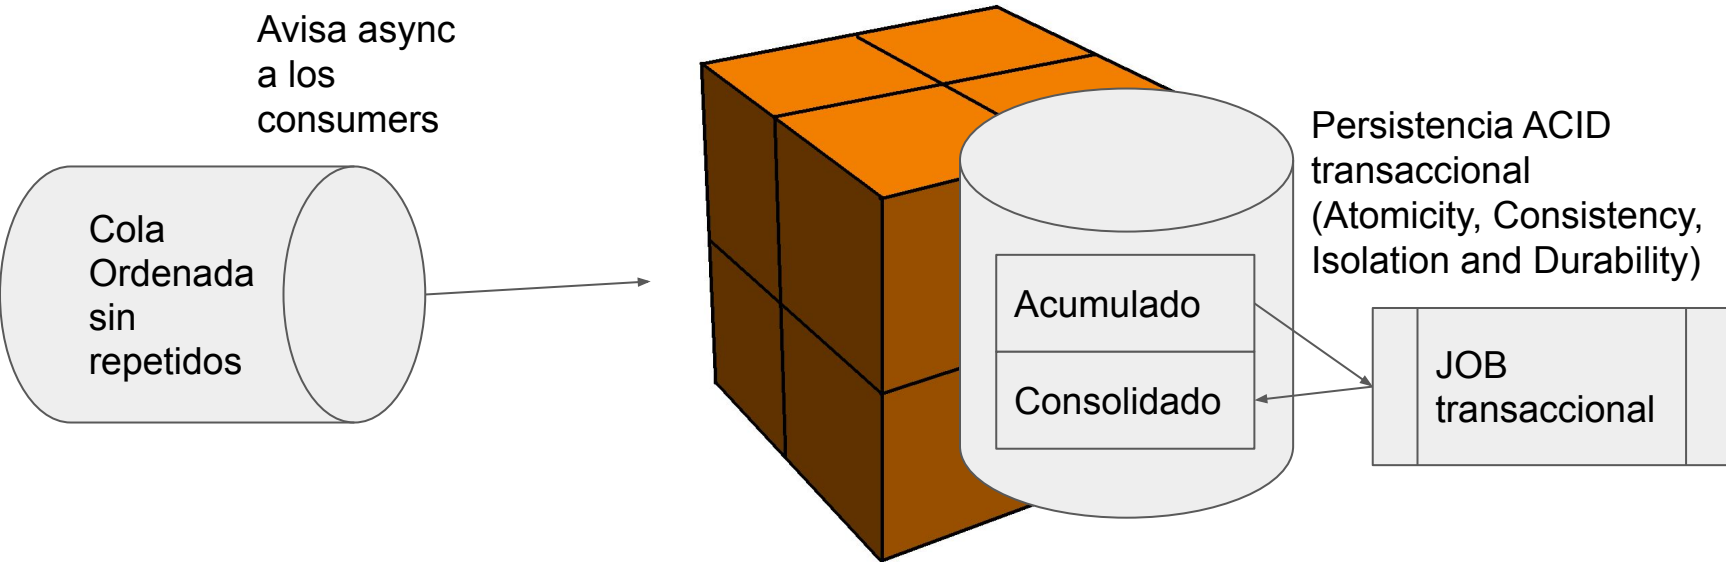 Avisa async
a los
consumers
Cola
Ordenada
sin
repetidos
Persistencia ACID
transaccional
(Atomicity, Consistency,
Isolation and Durability)
Acumulado
Consolidado
JOB
transaccional